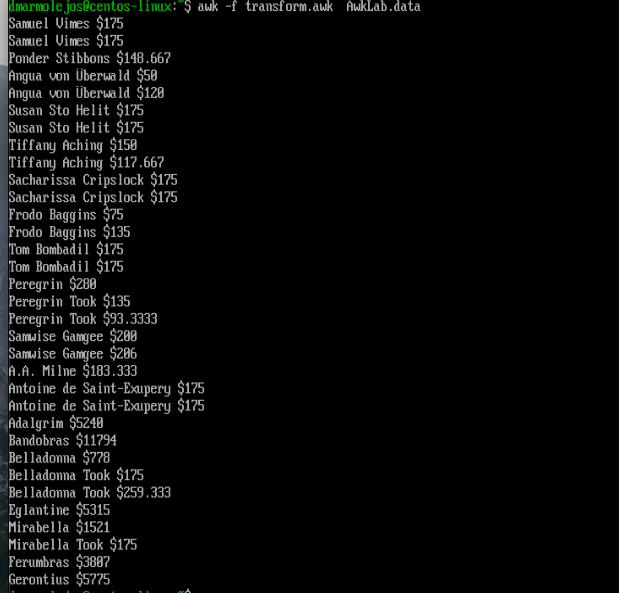 dmarmolejos@centos-linux:~$ awk -f transform.awk  AwkLab.data
Samuel Vimes $175
Samuel Vimes $175
Ponder Stibbons $148.667
Angua von Überwald $50
Angua von Überwald $120
Susan Sto Helit $175
Susan Sto Helit $175
Tiffany Aching $150
Tiffany Aching $117.667
Sacharissa Cripslock $175
Sacharissa Cripslock $175
Frodo Baggins $75
Frodo Baggins $135
Tom Bombadil $175
Tom Bombadil $175
Peregrin $280
Peregrin Took $135
Peregrin Took $93.3333
Samwise Gamgee $200
Samwise Gamgee $206
A.A. Milne $183.333
Antoine de Saint-Exupery $175
Antoine de Saint-Exupery $175
Adalgrim $5240
Bandobras $11794
Belladonna $778
Belladonna Took $175
Belladonna Took $259.333
Eglantine $5315
Mirabella $1521
Mirabella Took $175
Ferumbras $3807
Gerontius $5775